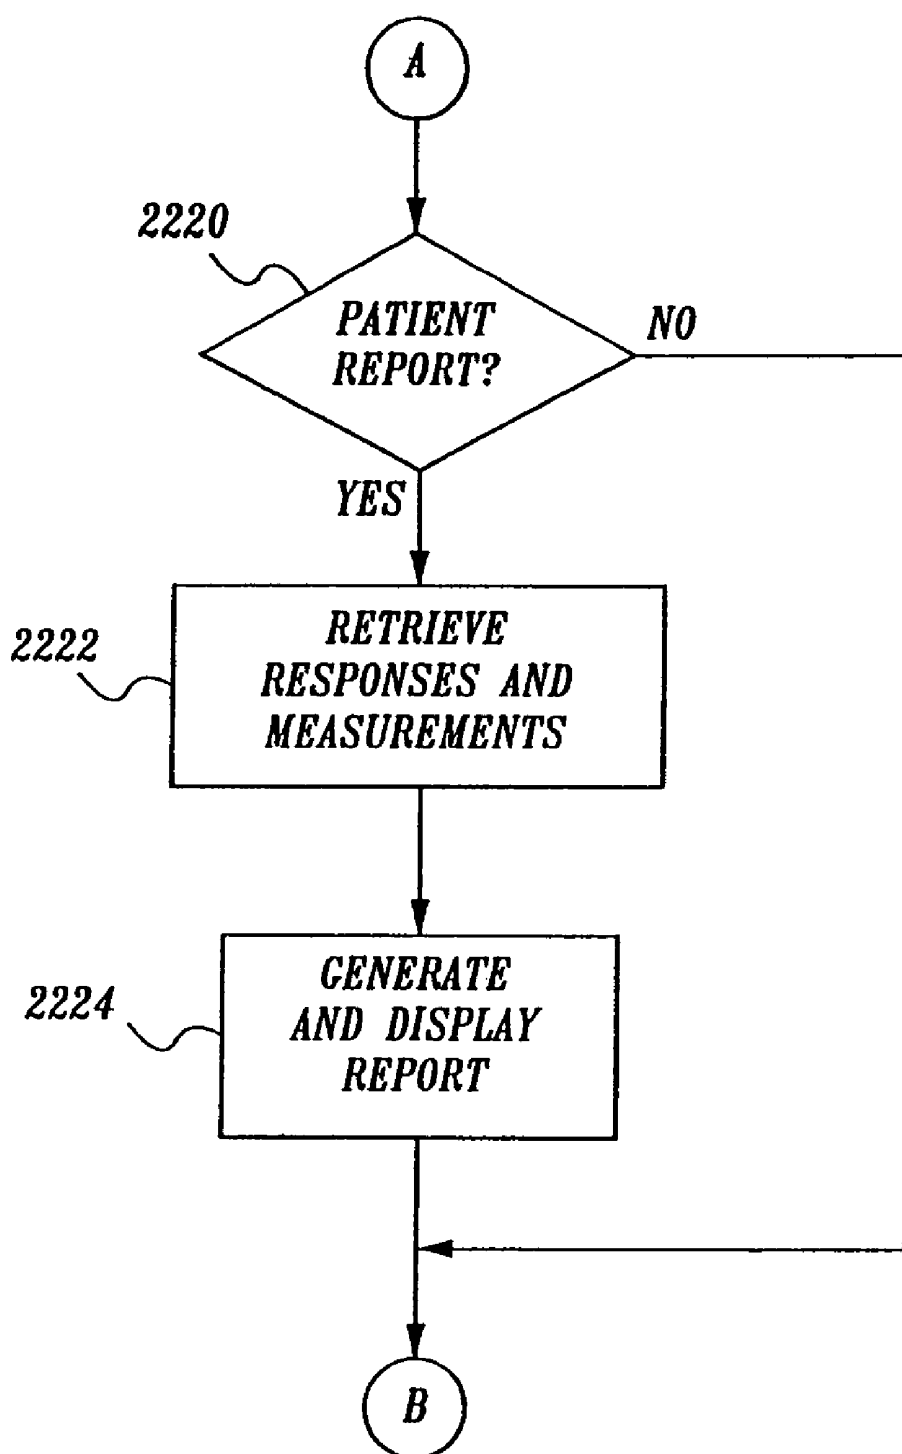 A
2220
PATIENT
REPORT?
NO
YES
2222
RETRIEVE
RESPONSES AND
MEASUREMENTS
2224
GENERATE
AND DISPLAY
REPORT
B